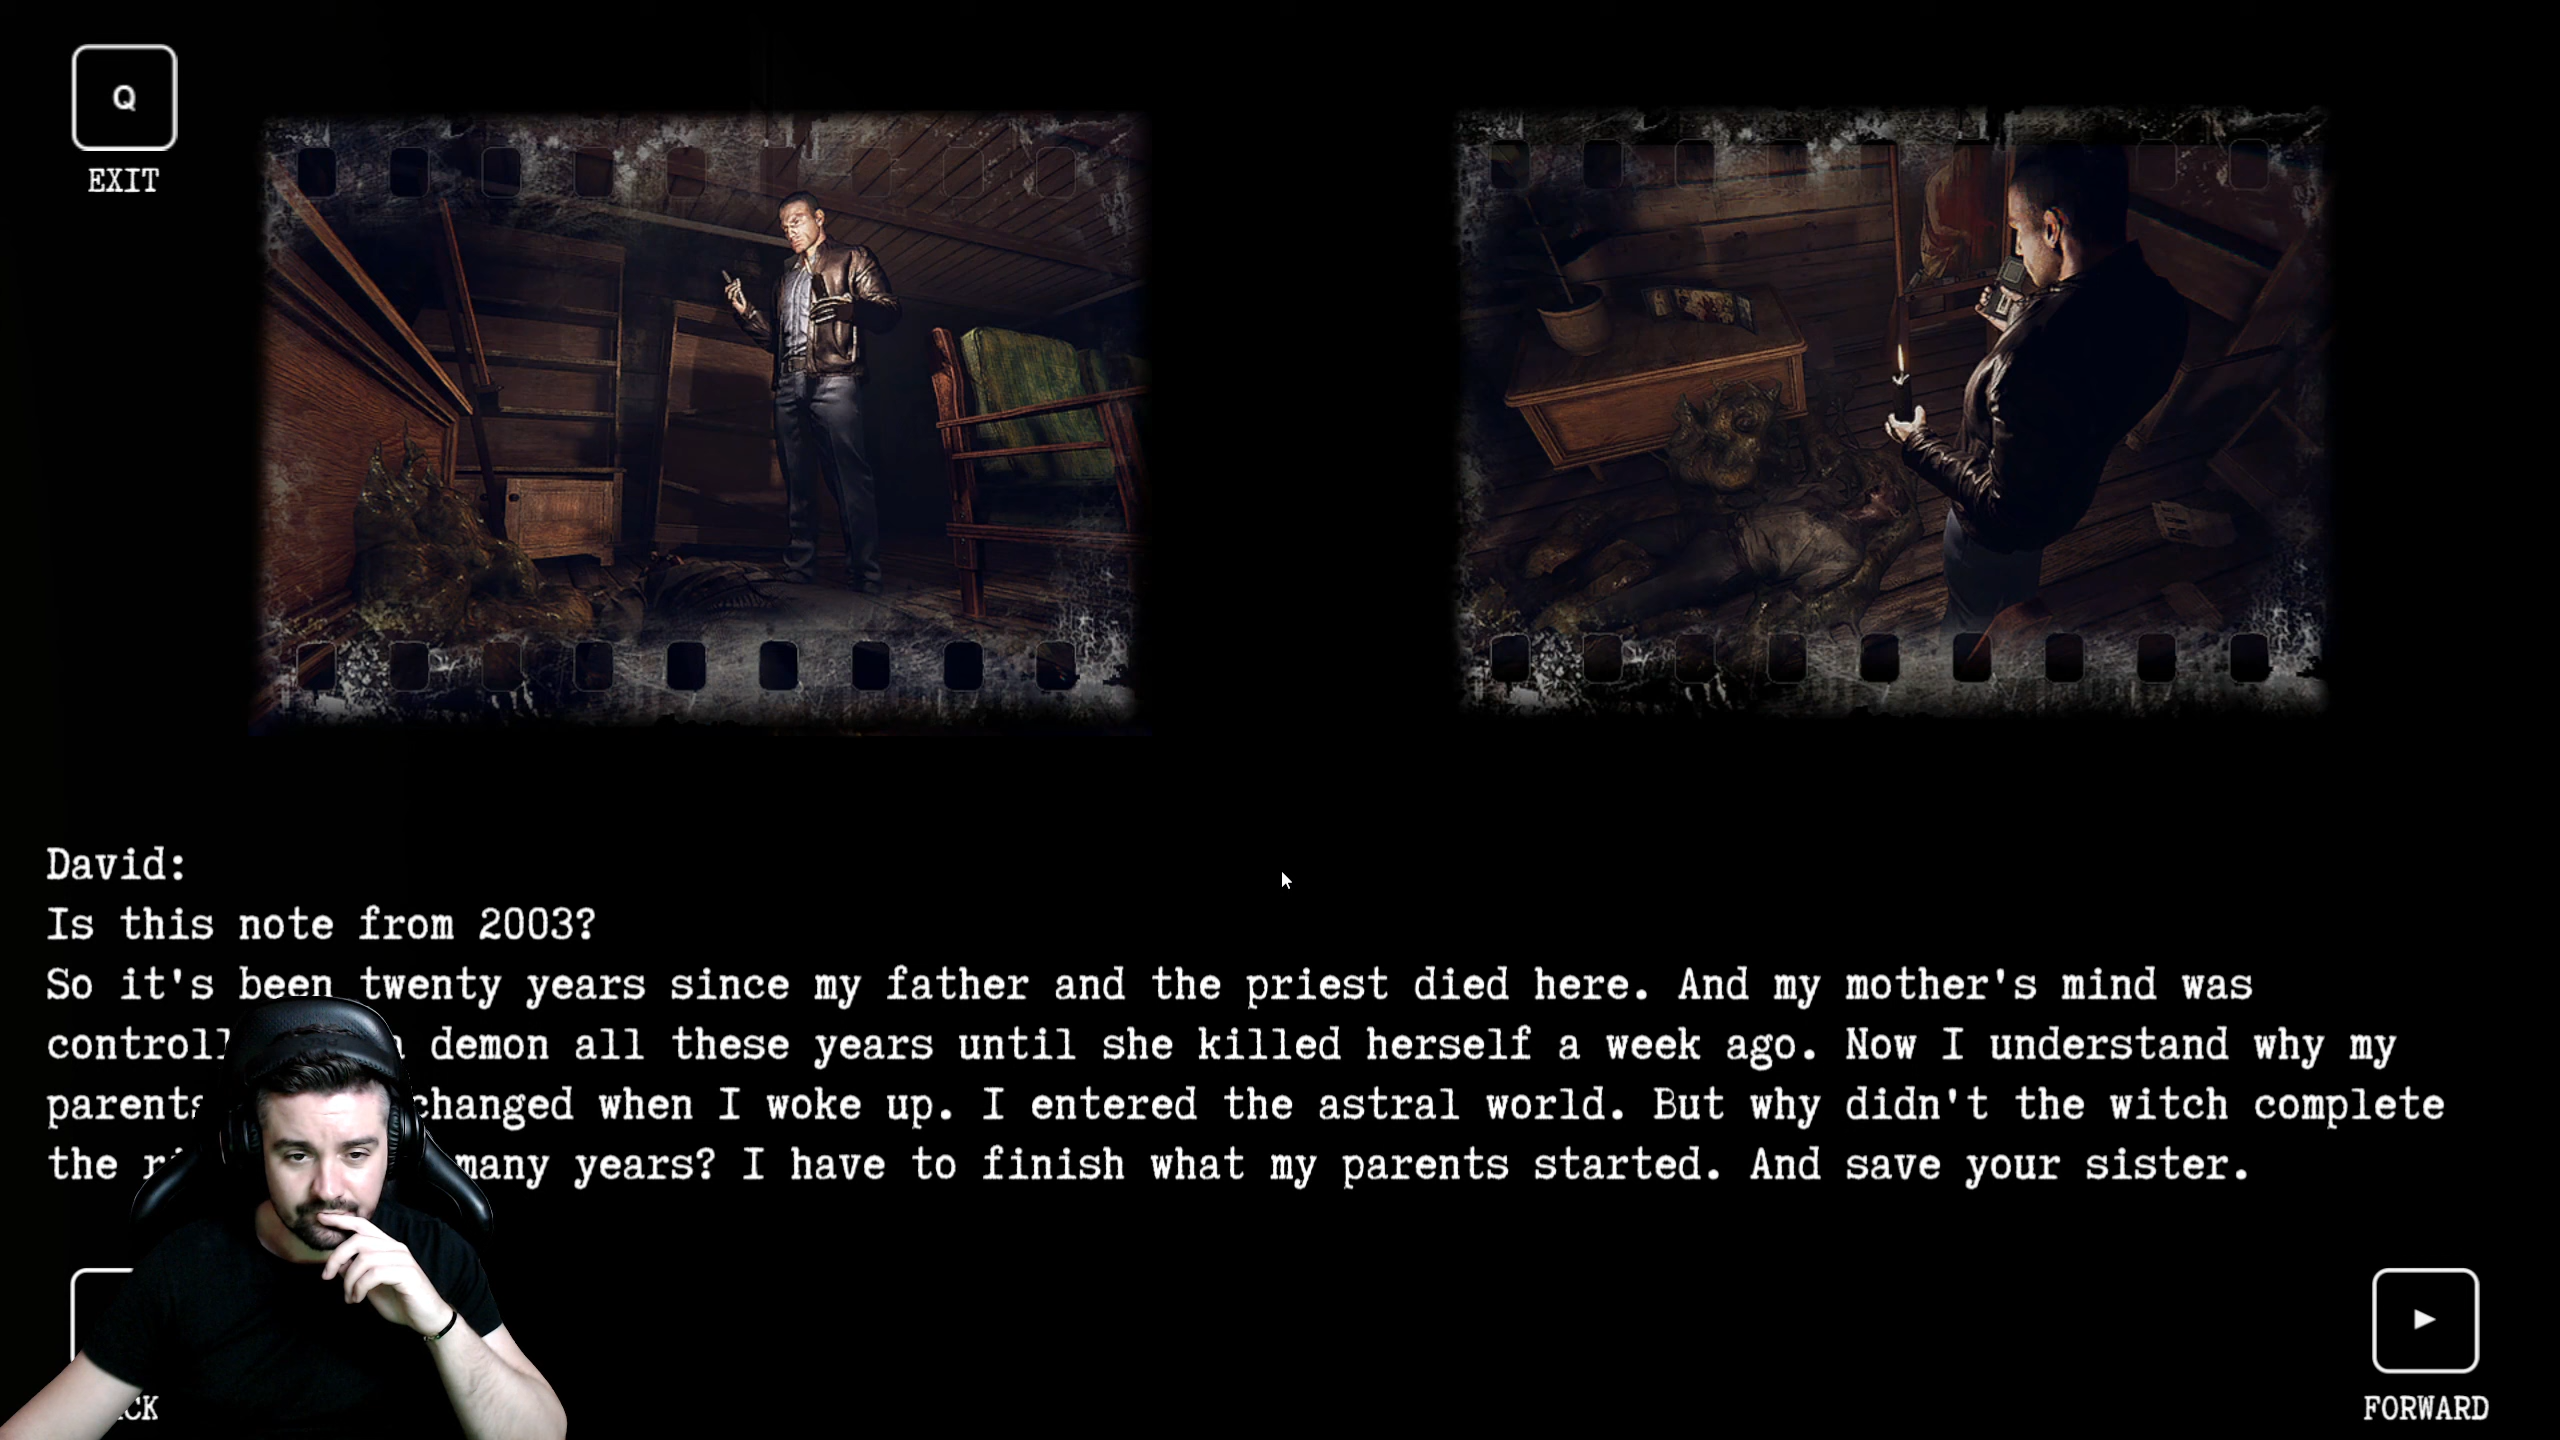 Q
EXIT
David:
Is this note from 2003?
So it's been twenty years since my father and the priest died here. And my mother's mind was
demon all these years until she killed herself a week ago. Now I understand why my
changed when I woke up. I entered the astral world. But why didn't the witch complete
the many years? I have to finish what my parents started. And save your sister.
FORWARD